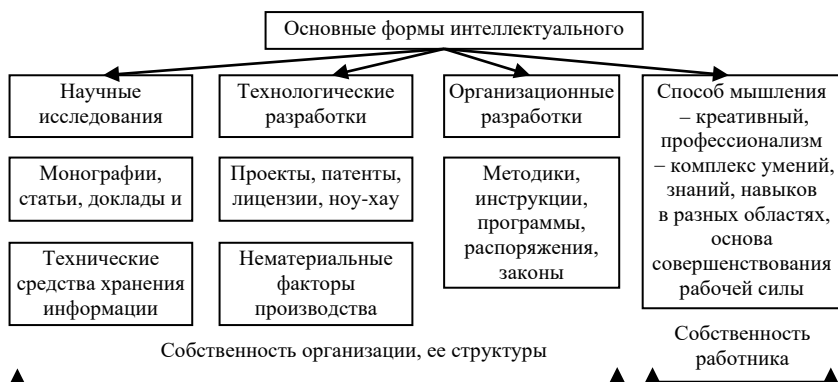 Основные формы интеллектуального
Научные
исследования
Технологические
разработки
Организационные
разработки
Способ мышления
– креативный,
профессионализм
– комплекс умений,
знаний, навыков
в разных областях,
основа
совершенствования
рабочей силы
Монографии,
статьи, доклады и
Проекты, патенты,
лицензии, ноу-хау
Методики,
инструкции,
программы,
распоряжения,
законы
Технические
средства хранения
информации
Нематериальные
факторы
производства
Собственность организации, ее структуры
Собственность
работника